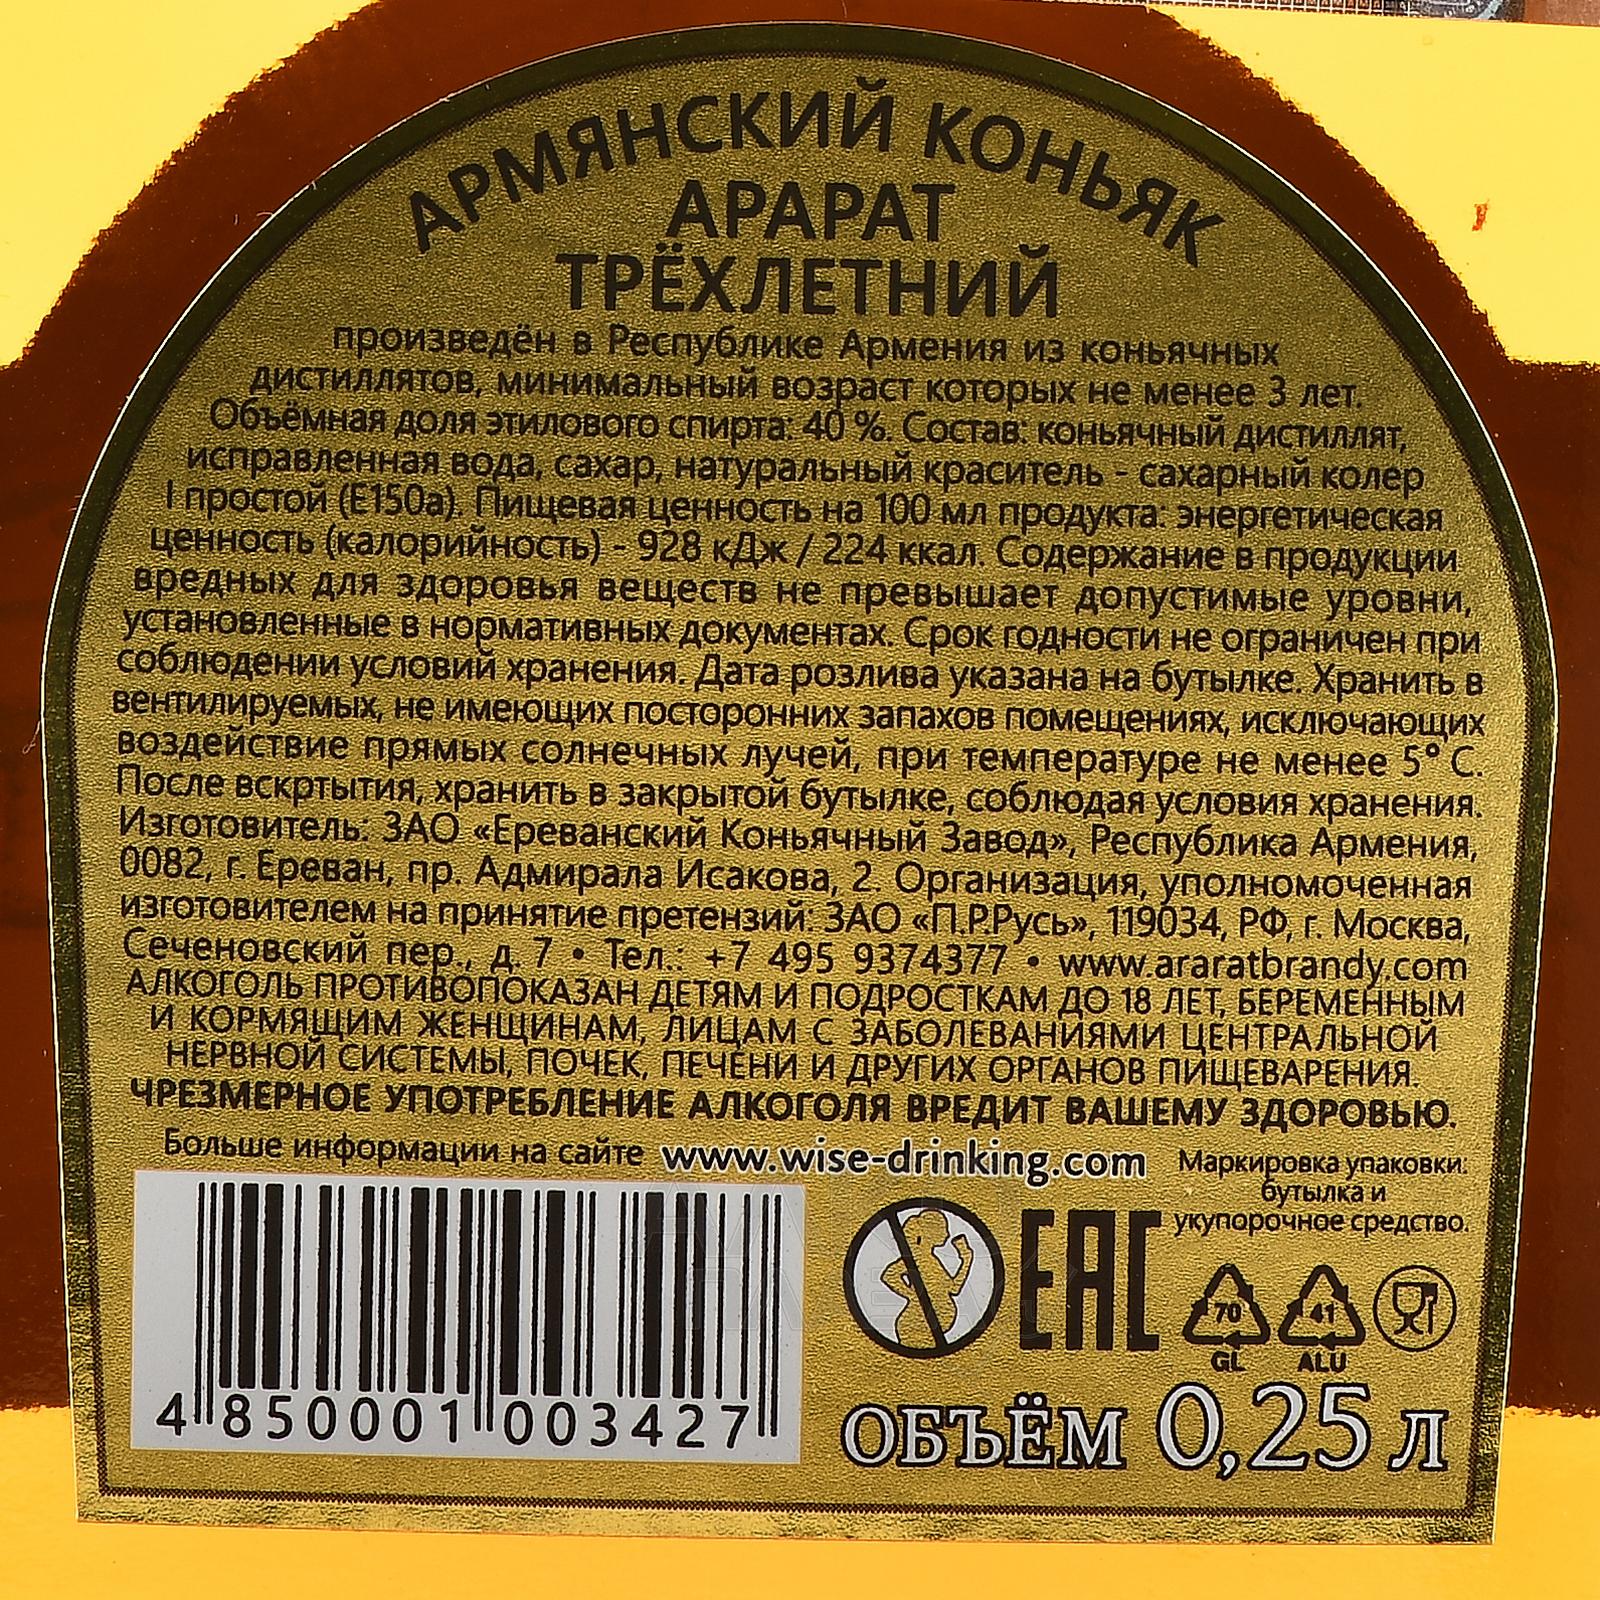 АРМЯНСКИЙ КОНЬЯК
АРАРАТ
ТРЁХЛЕТНИЙ
произведён в Республике Армения из коньячных
дистиллятов, минимальный возраст которых не менее 3 лет.
Объёмная доля этилового спирта: 40 %. Состав: коньячный дистиллят,
исправленная вода, сахар, натуральный краситель - сахарный колер
I простой (E150a). Пищевая ценность на 100 мл продукта: энергетическая
ценность (калорийность) - 928 кДж / 224 ккал. Содержание в продукции
вредных для здоровья веществ не превышает допустимые уровни,
установленные в нормативных документах. Срок годности не ограничен при
соблюдении условий хранения. Дата розлива указана на бутылке. Хранить в
вентилируемых, не имеющих посторонних запахов помещениях, исключающих
воздействие прямых солнечных лучей, при температуре не менее 5° С.
После вскртытия, хранить в закрытой бутылке, соблюдая условия хранения.
Изготовитель: ЗАО «Ереванский Коньячный Завод», Республика Армения,
0082, г. Ереван, пр. Адмирала Исакова, 2. Организация, уполномоченная
изготовителем на принятие претензий: ЗАО «П.Р.Русь», 119034, РФ, г. Москва,
Сеченовский пер., д. 7 • Тел.: +7 495 9374377 • www.araratbrandy.com
АЛКОГОЛЬ ПРОТИВОПОКАЗАН ДЕТЯМ И ПОДРОСТКАМ ДО 18 ЛЕТ, БЕРЕМЕННЫМ
И КОРМЯЩИМ ЖЕНЩИНАМ, ЛИЦАМ С ЗАБОЛЕВАНИЯМИ ЦЕНТРАЛЬНОЙ
НЕРВНОЙ СИСТЕМЫ, ПОЧЕК, ПЕЧЕНИ И ДРУГИХ ОРГАНОВ ПИЩЕВАРЕНИЯ.
ЧРЕЗМЕРНОЕ УПОТРЕБЛЕНИЕ АЛКОГОЛЯ ВРЕДИТ ВАШЕМУ ЗДОРОВЬЮ.
Больше информации на сайте www.wise-drinking.com
Маркировка упаковки:
бутылка и
укупорочное средство.
EAC
70 41
GL ALU
4 850001 003427
ОБЪЁМ 0,25 л